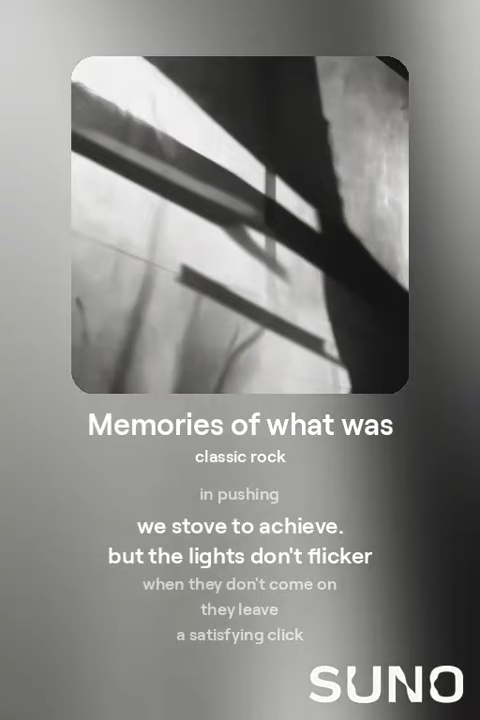 Memories of what was
classic rock
in pushing
we stove to achieve.
but the lights don't flicker
when they don't come on
they leave
a satisfying click
SUNO